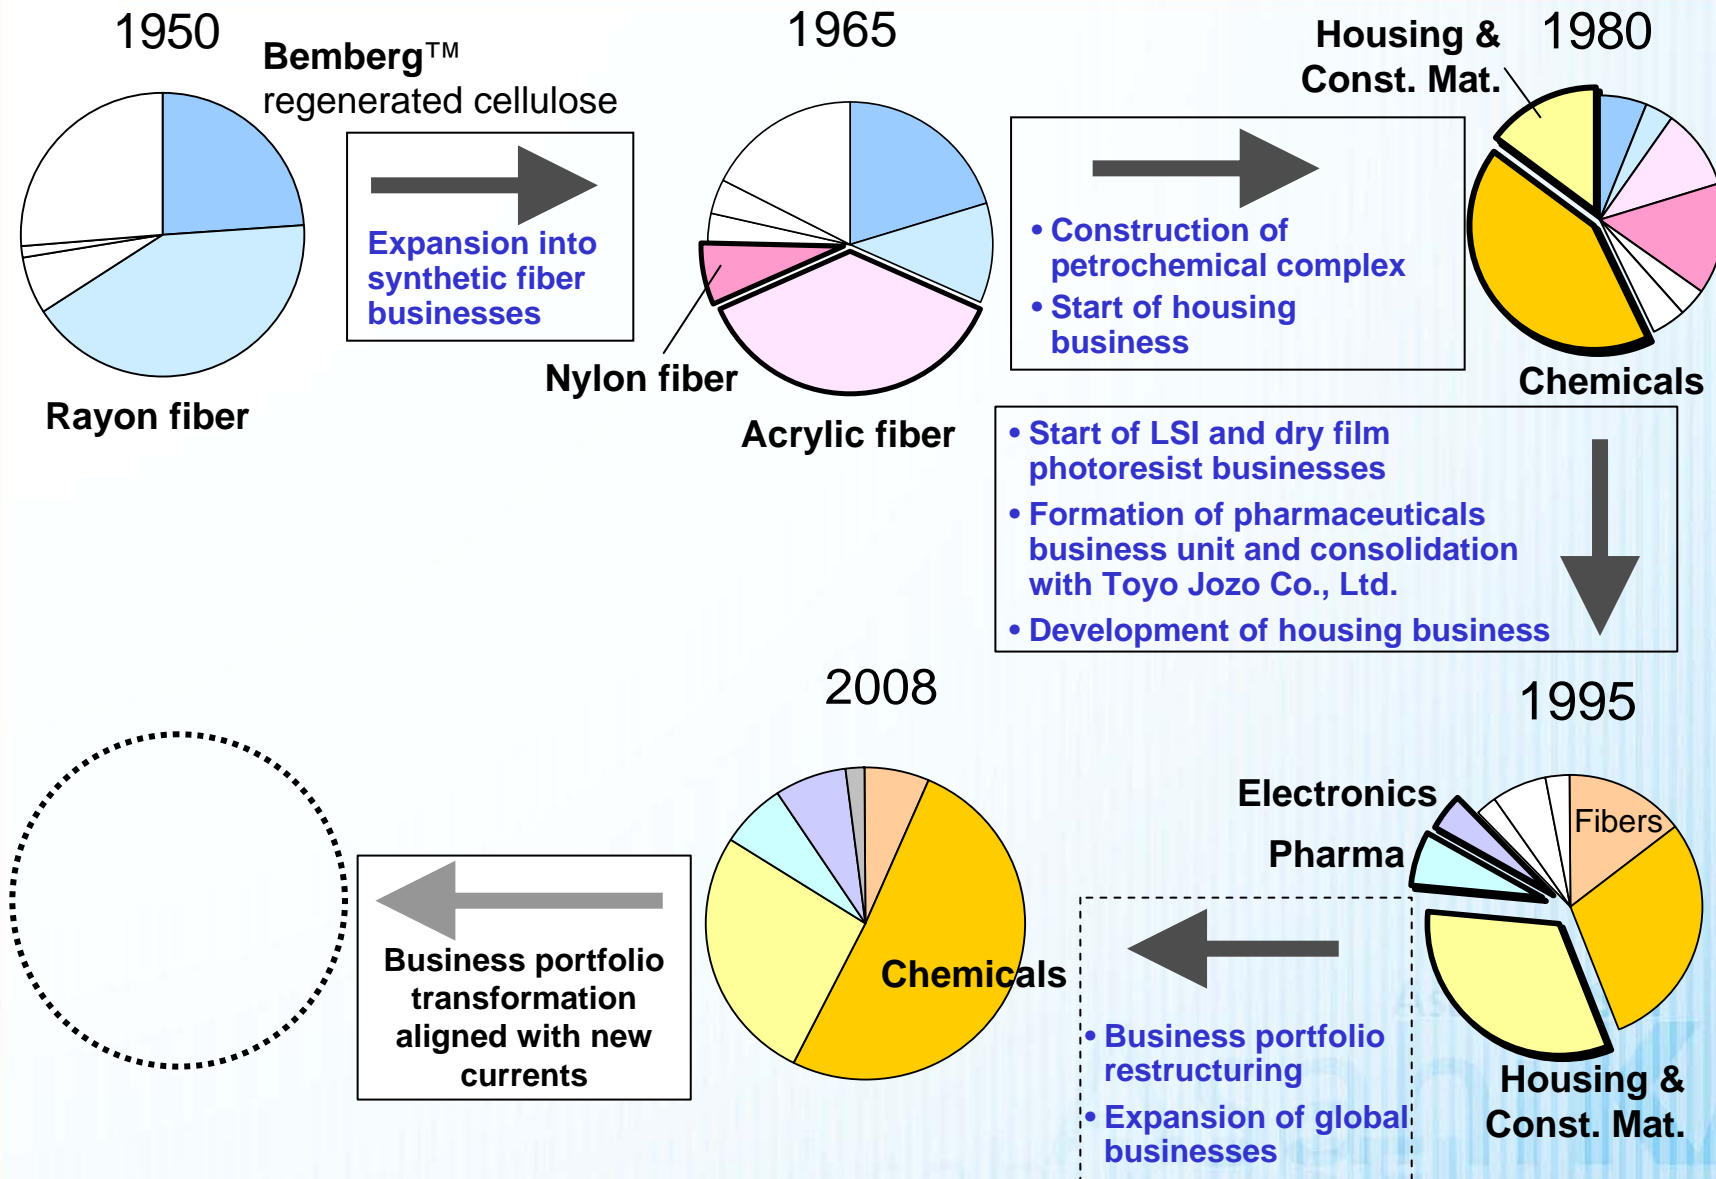 1950
Bemberg™
regenerated cellulose
Rayon fiber
Expansion into
synthetic fiber
businesses
1965
Nylon fiber
Acrylic fiber
• Construction of
petrochemical complex
• Start of housing
business
Housing &
Const. Mat.
1980
Chemicals
• Start of LSI and dry film
photoresist businesses
• Formation of pharmaceuticals
business unit and consolidation
with Toyo Jozo Co., Ltd.
• Development of housing business
1995
Electronics
Pharma
Fibers
Housing &
Const. Mat.
• Business portfolio
restructuring
• Expansion of global
businesses
2008
Chemicals
Business portfolio
transformation
aligned with new
currents